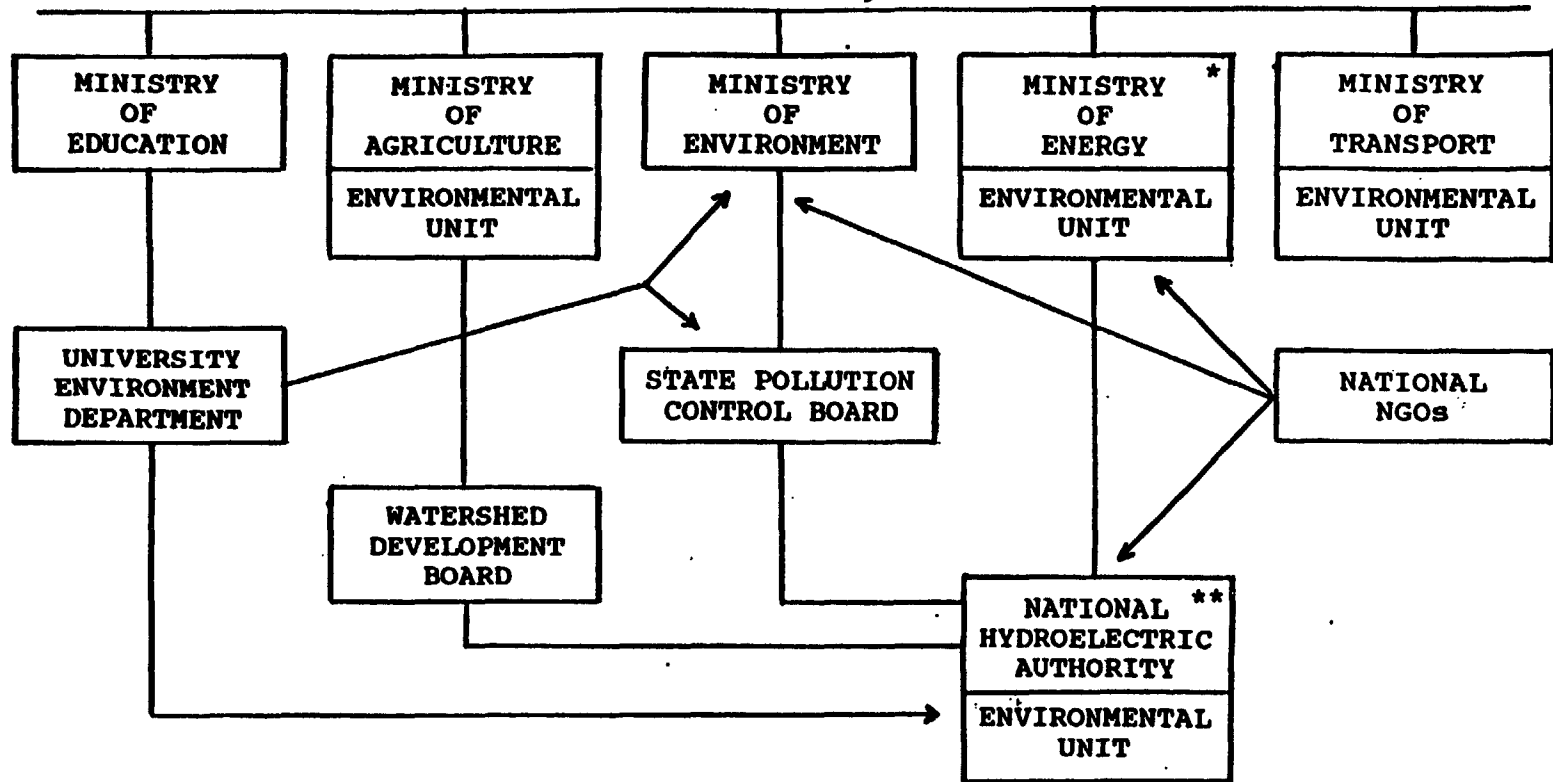 MINISTRY
OF
EDUCATION
MINISTRY
OF
AGRICULTURE
ENVIRONMENTAL
UNIT
MINISTRY
OF
ENVIRONMENT
MINISTRY *
OF
ENERGY
ENVIRONMENTAL
UNIT
MINISTRY
OF
TRANSPORT
ENVIRONMENTAL
UNIT
UNIVERSITY
ENVIRONMENT
DEPARTMENT
STATE POLLUTION
CONTROL BOARD
NATIONAL
NGOs
WATERSHED
DEVELOPMENT
BOARD
NATIONAL **
HYDROELECTRIC
AUTHORITY
ENVIRONMENTAL
UNIT